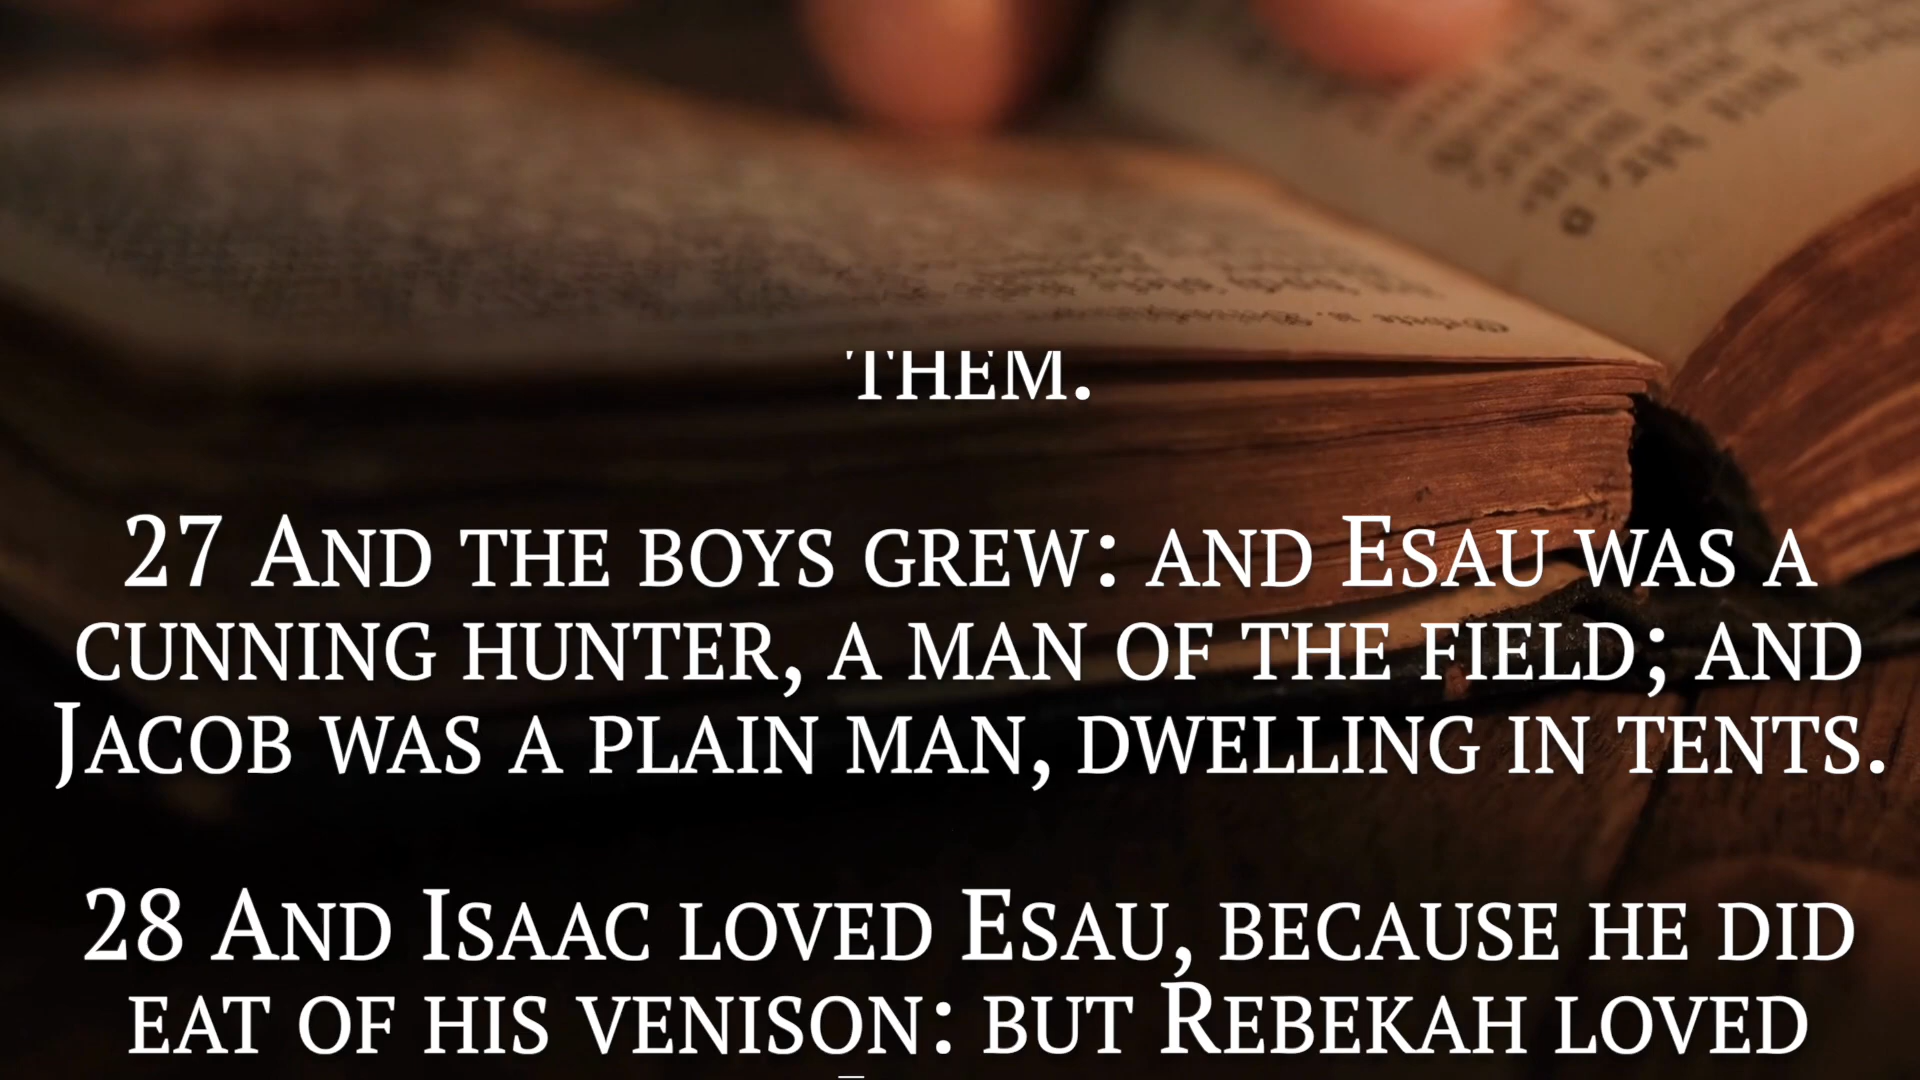 THEM.
27 AND THE BOYS GREW: AND ESAU WAS A
CUNNING HUNTER, A MAN OF THE FIELD; AND
JACOB WAS A PLAIN MAN, DWELLING IN TENTS.
28 AND ISAAC LOVED ESAU, BECAUSE HE DID
EAT OF HIS VENISON: BUT REBEKAH LOVED